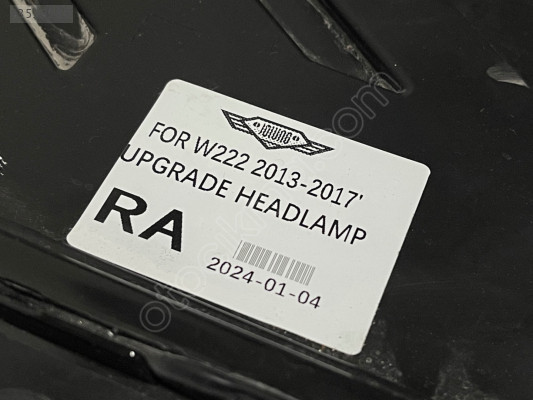 FOR W222 2013-2017'
UPGRADE HEADLAMP
RA
2024-01-04